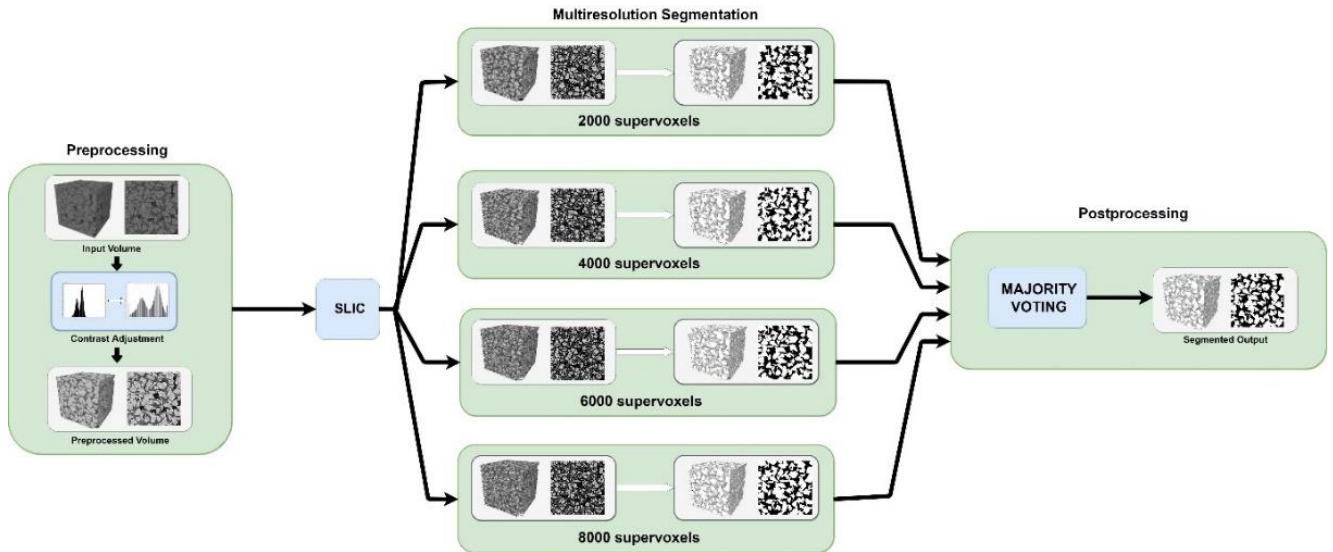 Multiresolution Segmentation
2000 supervoxels
Preprocessing
Input Volume
Contrast Adjustment
Preprocessed Volume
SLIC
4000 supervoxels
6000 supervoxels
8000 supervoxels
Postprocessing
MAJORITY
VOTING
Segmented Output